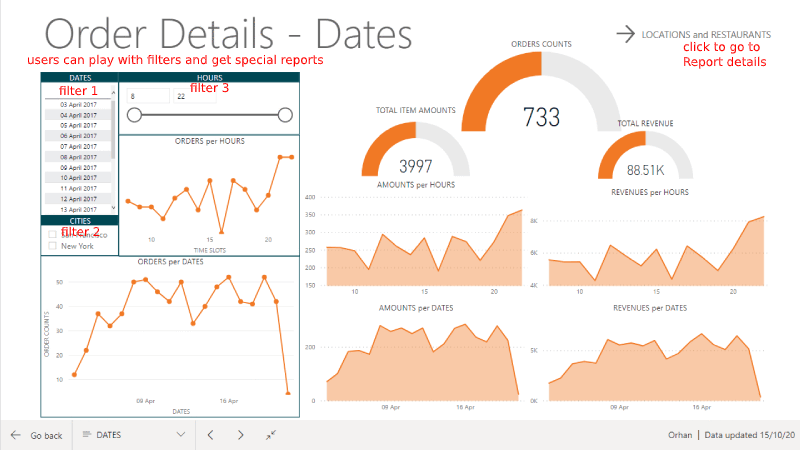 Order Details - Dates
users can play with filters and get special reports
LOCATIONS and RESTAURANTS
click to go to
Report details
DATES
filter 1
03 April 2017
04 April 2017
05 April 2017
06 April 2017
07 April 2017
08 April 2017
09 April 2017
10 April 2017
11 April 2017
12 April 2017
13 April 2017
CITIES
filter 2
New York
HOURS
filter 3
8
22
ORDERS per HOURS
10
15
20
TIME SLOTS
ORDERS per DATES
ORDER COUNTS
50
40
30
20
10
09 Apr
16 Apr
DATES
ORDERS COUNTS
733
TOTAL ITEM AMOUNTS
3997
TOTAL REVENUE
88.51K
AMOUNTS per HOURS
400
350
300
250
200
150
10
15
20
REVENUES per HOURS
8K
6K
4K
10
15
20
AMOUNTS per DATES
200
0
09 Apr
16 Apr
REVENUES per DATES
5K
0K
09 Apr
16 Apr
Go back
DATES
Orhan | Data updated 15/10/20